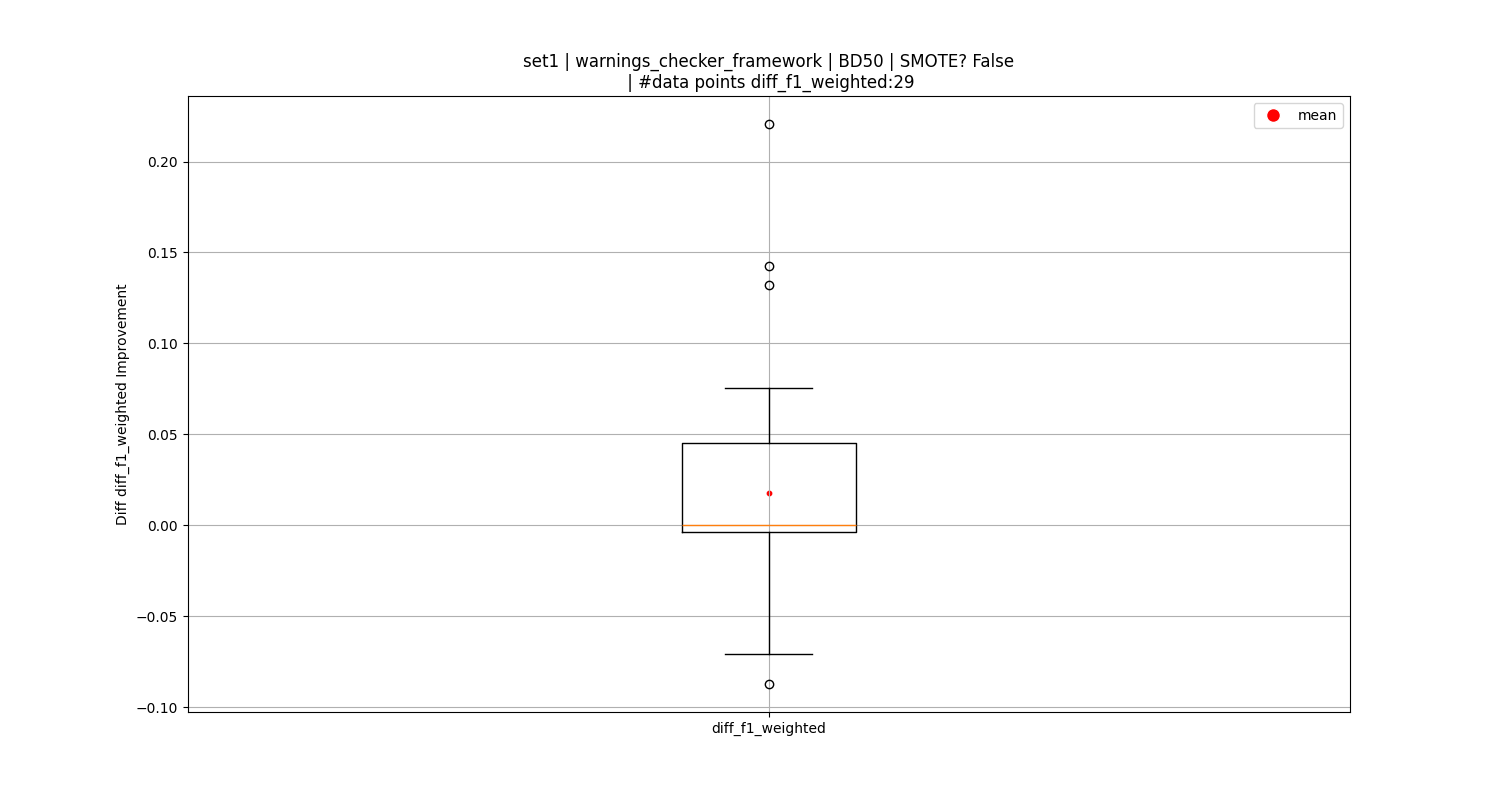 set1 | warnings_checker_framework | BD50 | SMOTE? False
| #data points diff_f1_weighted:29
mean
0.20
0.15
0.10
0.05
0.00
−0.05
−0.10
Diff diff_f1_weighted Improvement
diff_f1_weighted